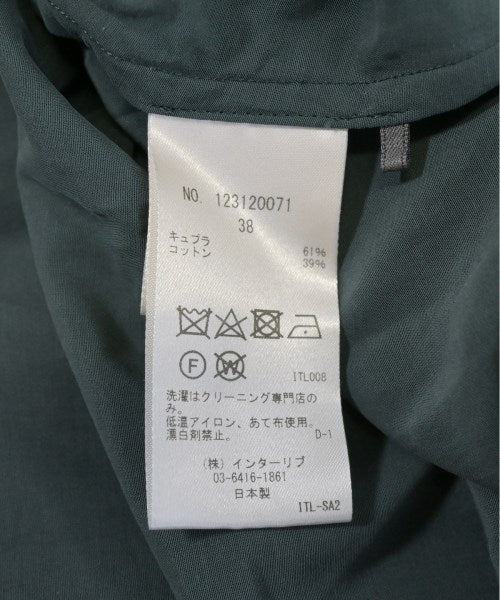 NO. 123120071
38
キュプラ 61%
コットン 39%
F W
ITL008
洗濯はクリーニング専門店の
み。
低温アイロン、あて布使用。
漂白剤禁止。 D-1
(株) インターリブ
03-6416-1861
日本製
ITL-SA2